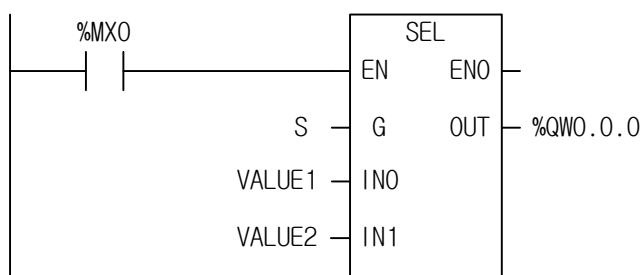 %MX0
SEL
EN ENO
S G OUT %QW0.0.0
VALUE1 IN0
VALUE2 IN1